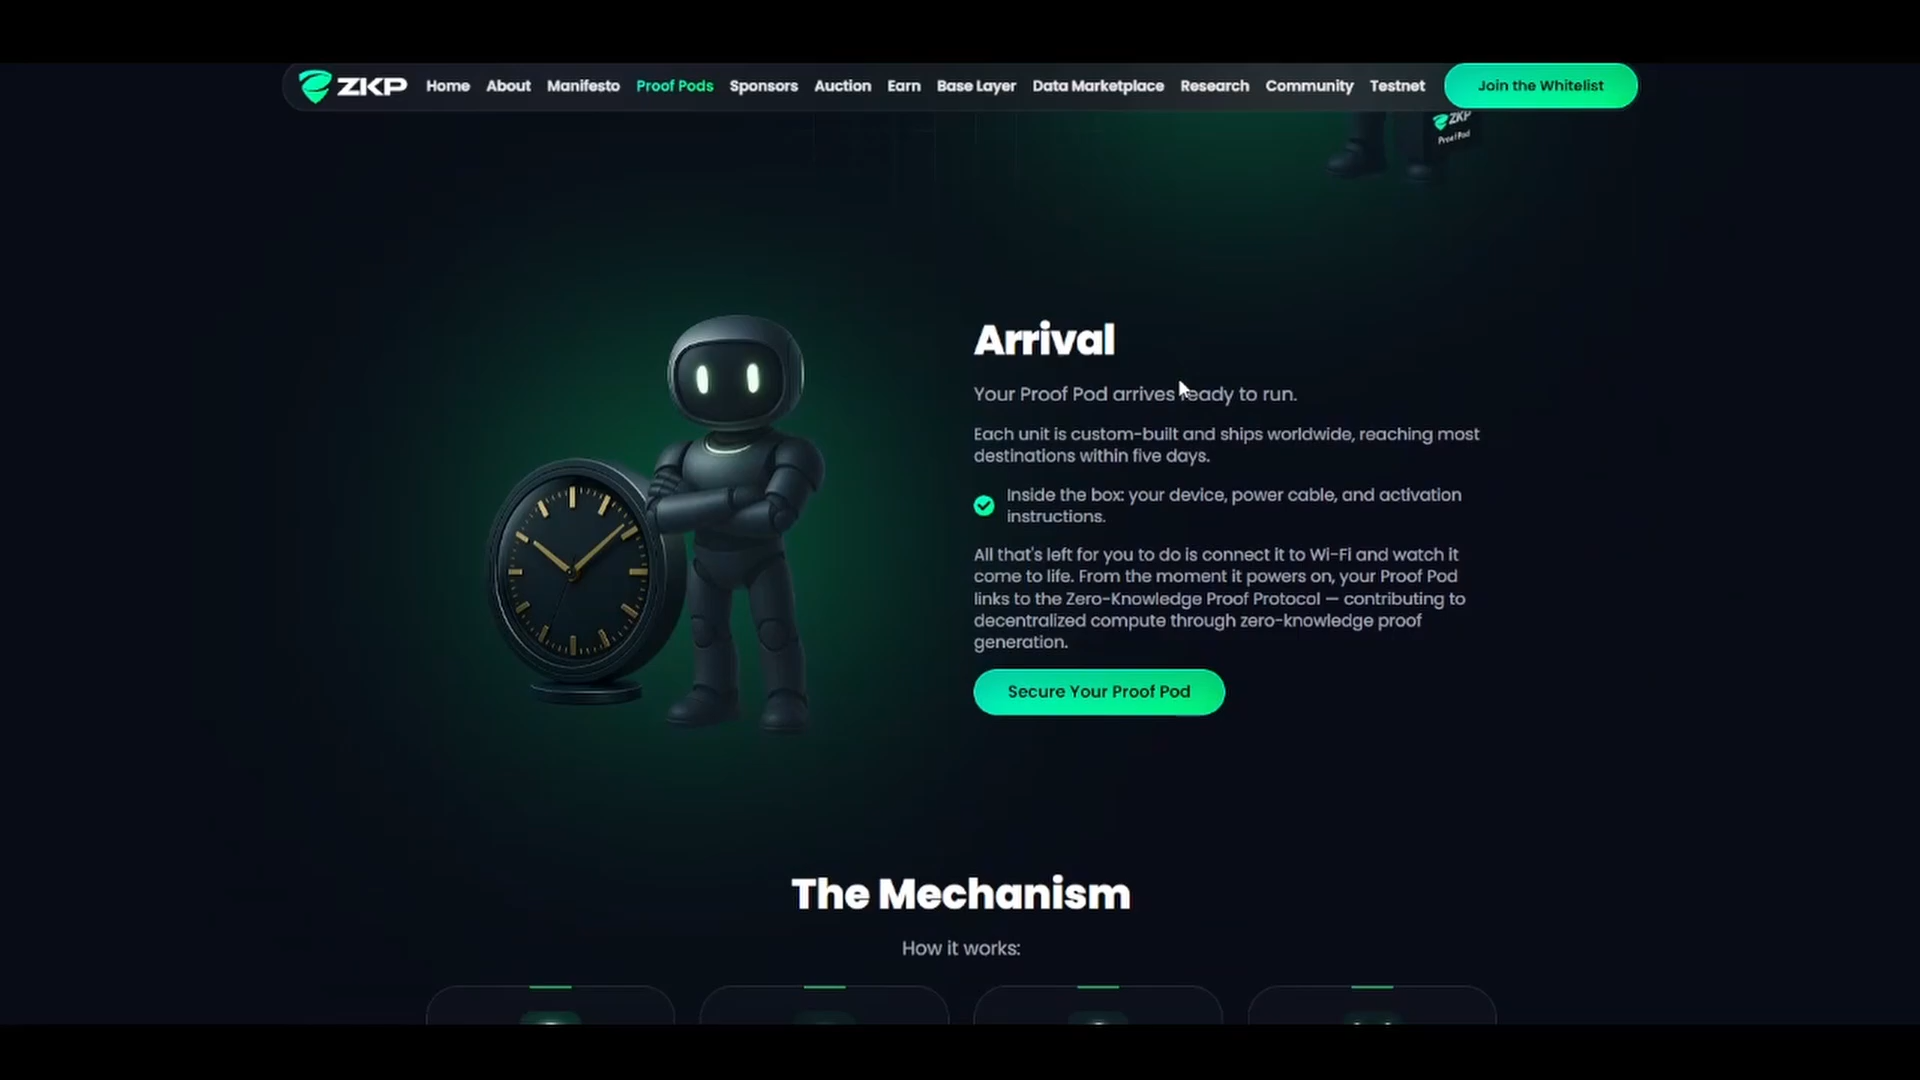 ZKP
Home About Manifesto Proof Pods Sponsors Auction Earn Base Layer Data Marketplace Research Community Testnet Join the Whitelist
ZKP
Proof Pod
Arrival
Your Proof Pod arrives ready to run.
Each unit is custom-built and ships worldwide, reaching most
destinations within five days.
Inside the box: your device, power cable, and activation
instructions.
All that's left for you to do is connect it to Wi-Fi and watch it
come to life. From the moment it powers on, your Proof Pod
links to the Zero-Knowledge Proof Protocol — contributing to
decentralized compute through zero-knowledge proof
generation.
Secure Your Proof Pod
The Mechanism
How it works: